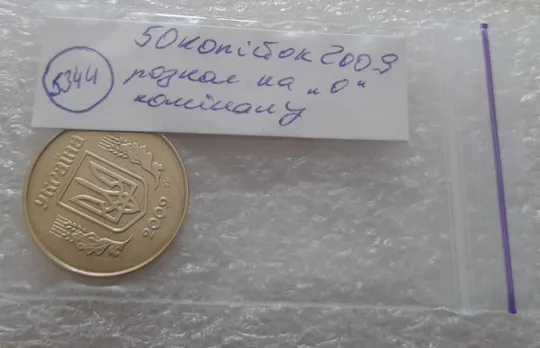 50 копійок 2009
розкол на „0“
номіналу
5344
УКРАЇНА
2009